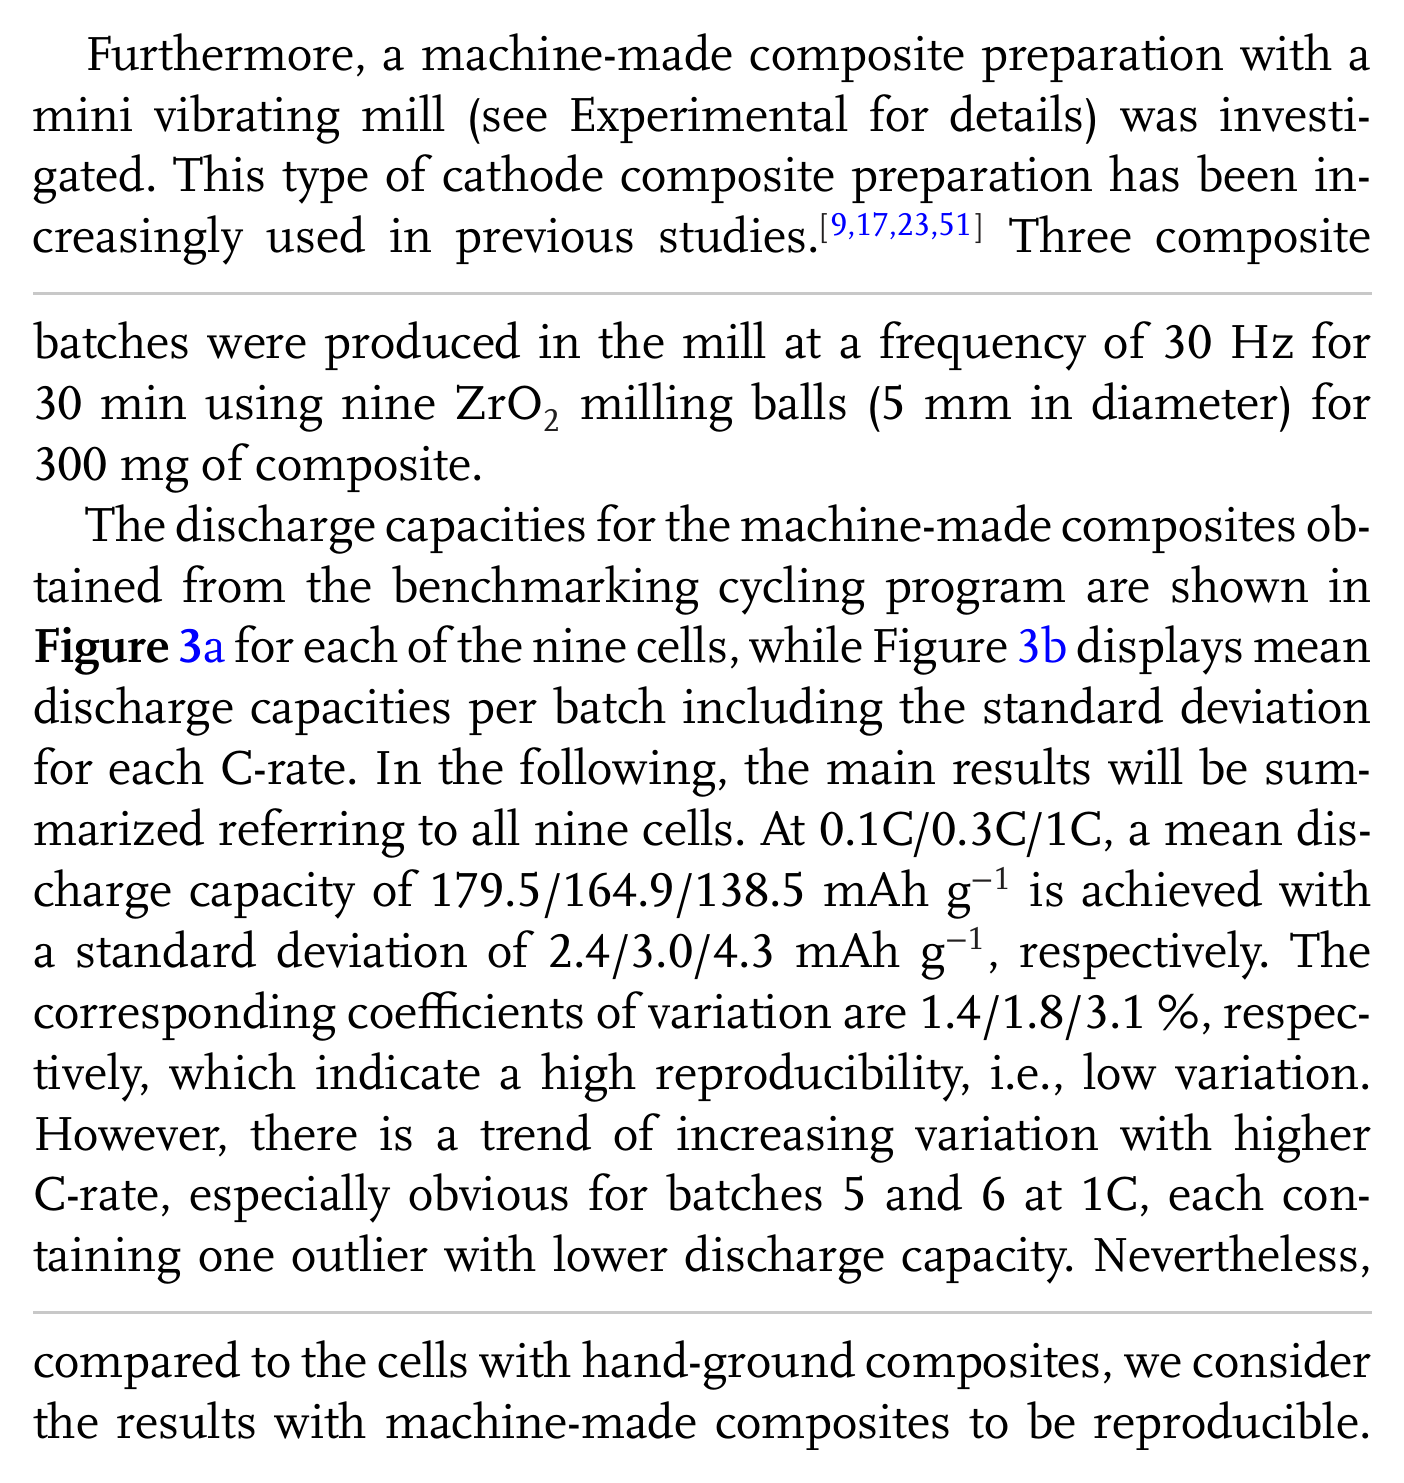 Furthermore, a machine-made composite preparation with a
mini vibrating mill (see Experimental for details) was investi-
gated. This type of cathode composite preparation has been in-
creasingly used in previous studies.[9,17,23,51] Three composite
batches were produced in the mill at a frequency of 30 Hz for
30 min using nine ZrO₂ milling balls (5 mm in diameter) for
300 mg of composite.
The discharge capacities for the machine-made composites ob-
tained from the benchmarking cycling program are shown in
Figure 3a for each of the nine cells, while Figure 3b displays mean
discharge capacities per batch including the standard deviation
for each C-rate. In the following, the main results will be sum-
marized referring to all nine cells. At 0.1C/0.3C/1C, a mean dis-
charge capacity of 179.5/164.9/138.5 mAh g⁻¹ is achieved with
a standard deviation of 2.4/3.0/4.3 mAh g⁻¹, respectively. The
corresponding coefficients of variation are 1.4/1.8/3.1 %, respec-
tively, which indicate a high reproducibility, i.e., low variation.
However, there is a trend of increasing variation with higher
C-rate, especially obvious for batches 5 and 6 at 1C, each con-
taining one outlier with lower discharge capacity. Nevertheless,
compared to the cells with hand-ground composites, we consider
the results with machine-made composites to be reproducible.